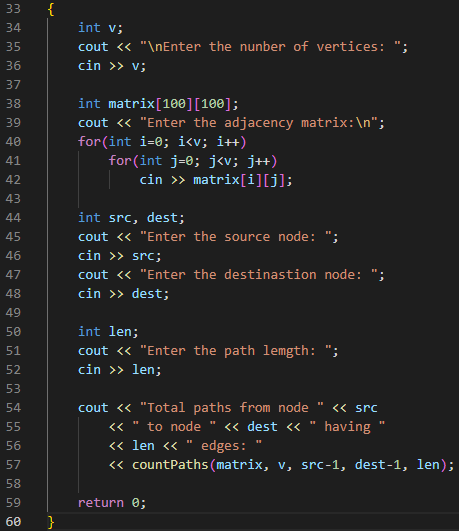 33 {
34 int v;
35 cout << "\nEnter the nunber of vertices: ";
36 cin >> v;
37
38 int matrix[100][100];
39 cout << "Enter the adjacency matrix:\n";
40 for(int i=0; i<v; i++)
41 for(int j=0; j<v; j++)
42 cin >> matrix[i][j];
43
44 int src, dest;
45 cout << "Enter the source node: ";
46 cin >> src;
47 cout << "Enter the destinastion node: ";
48 cin >> dest;
49
50 int len;
51 cout << "Enter the path lemgth: ";
52 cin >> len;
53
54 cout << "Total paths from node " << src
55 << " to node " << dest << " having "
56 << len << " edges: "
57 << countPaths(matrix, v, src-1, dest-1, len);
58
59 return 0;
60 }